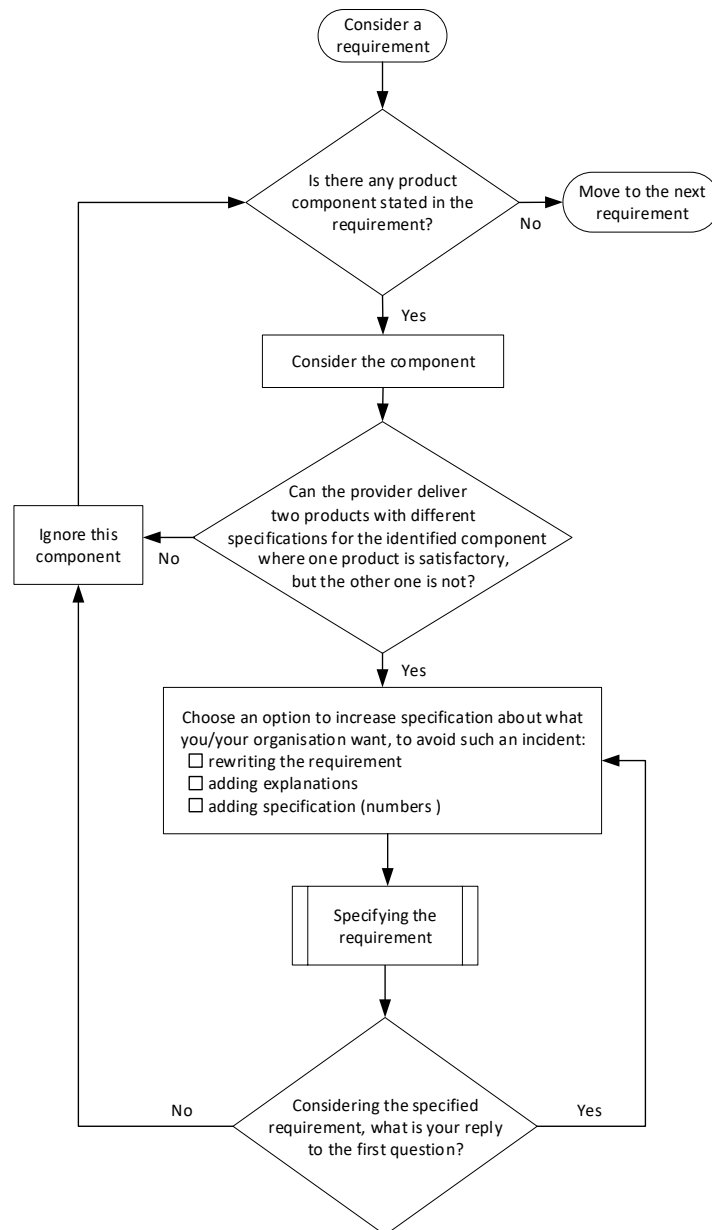 Consider a
requirement
Is there any product
component stated in the
requirement?
No
Move to the next
requirement
Yes
Consider the component
Can the provider deliver
two products with different
specifications for the identified component
where one product is satisfactory,
but the other one is not?
No
Ignore this
component
Yes
Choose an option to increase specification about what
you/your organisation want, to avoid such an incident:
rewriting the requirement
adding explanations
adding specification (numbers )
Specifying the
requirement
Considering the specified
requirement, what is your reply
to the first question?
No
Yes